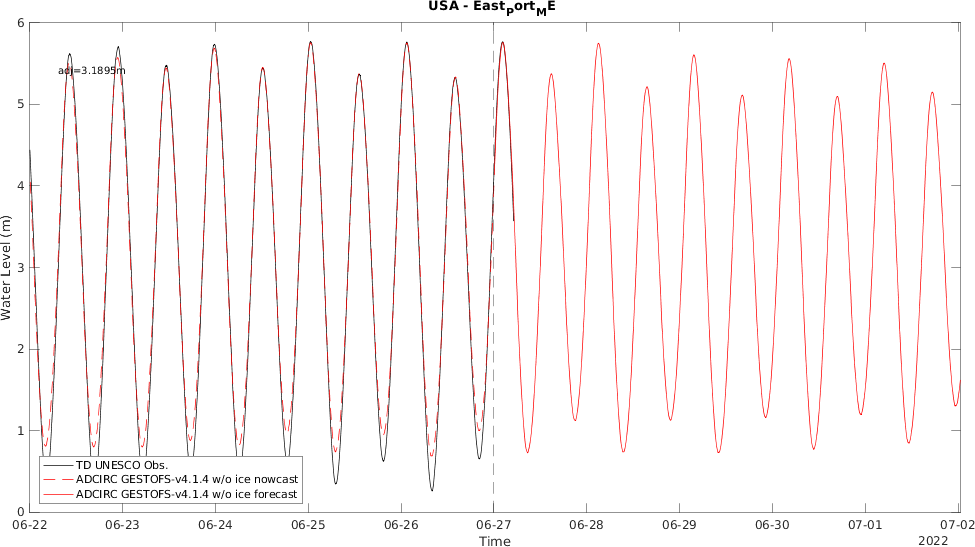 USA - EastPortME
6
adj=3.1895m
5
4
3
2
1
0
Water Level (m)
TD UNESCO Obs.
ADCIRC GESTOFS-v4.1.4 w/o ice nowcast
ADCIRC GESTOFS-v4.1.4 w/o ice forecast
06-22 06-23 06-24 06-25 06-26 06-27 06-28 06-29 06-30 07-01 07-02
Time
2022